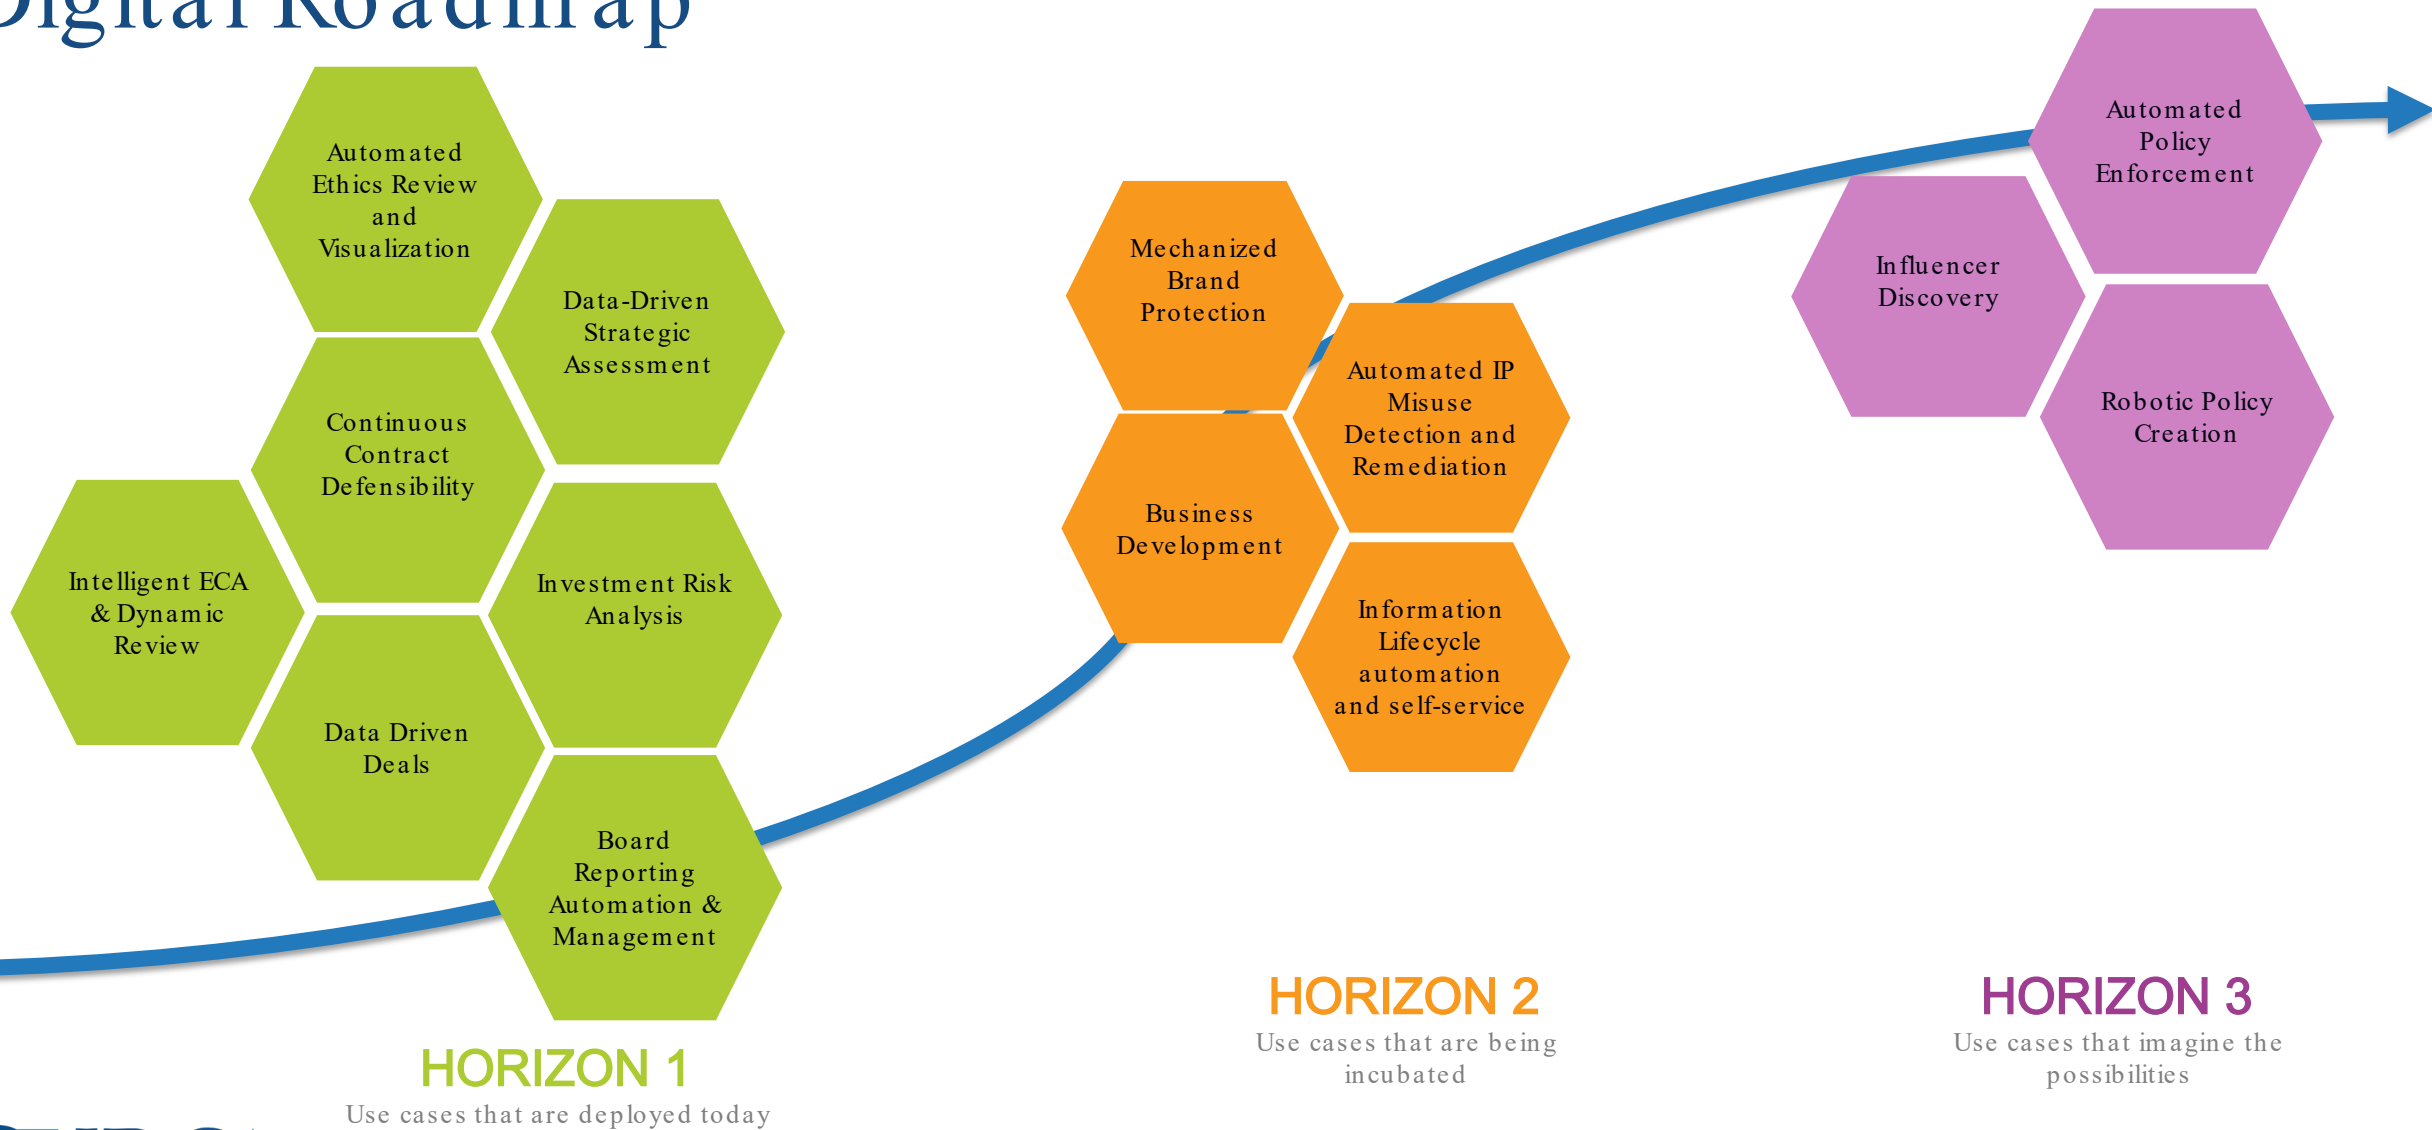 Digital Roadmap
Automated
Ethics Review
and
Visualization
Data-Driven
Strategic
Assessment
Continuous
Contract
Defensibility
Intelligent ECA
& Dynamic
Review
Investment Risk
Analysis
Data Driven
Deals
Board
Reporting
Automation &
Management
HORIZON 1
Use cases that are deployed today
Mechanized
Brand
Protection
Automated IP
Misuse
Detection and
Remediation
Business
Development
Information
Lifecycle
automation
and self-service
HORIZON 2
Use cases that are being
incubated
Automated
Policy
Enforcement
Influencer
Discovery
Robotic Policy
Creation
HORIZON 3
Use cases that imagine the
possibilities